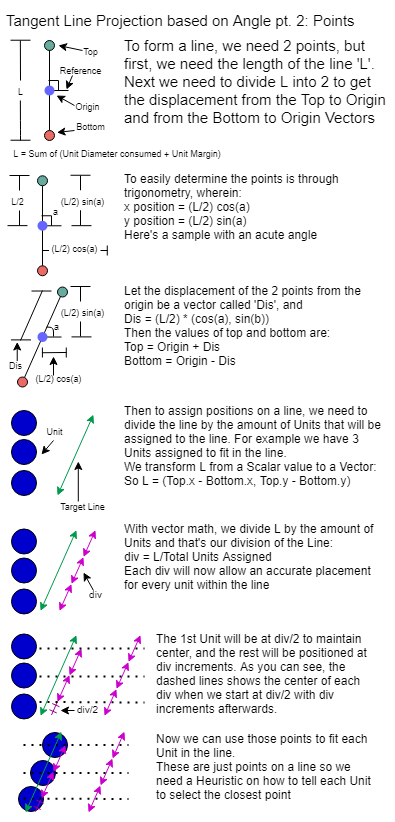 Tangent Line Projection based on Angle pt. 2: Points
Top
Reference
L
Origin
Bottom
To form a line, we need 2 points, but
first, we need the length of the line 'L'.
Next we need to divide L into 2 to get
the displacement from the Top to Origin
and from the Bottom to Origin Vectors
L = Sum of (Unit Diameter consumed + Unit Margin)
L/2
(L/2) sin(a)
a
(L/2) cos(a)
To easily determine the points is through
trigonometry, wherein:
x position = (L/2) cos(a)
y position = (L/2) sin(a)
Here's a sample with an acute angle
(L/2) sin(a)
a
Dis
(L/2) cos(a)
Let the displacement of the 2 points from the
origin be a vector called 'Dis', and
Dis = (L/2) * (cos(a), sin(b))
Then the values of top and bottom are:
Top = Origin + Dis
Bottom = Origin - Dis
Unit
Target Line
Then to assign positions on a line, we need to
divide the line by the amount of Units that will be
assigned to the line. For example we have 3
Units assigned to fit in the line.
We transform L from a Scalar value to a Vector:
So L = (Top.x - Bottom.x, Top.y - Bottom.y)
div
With vector math, we divide L by the amount of
Units and that's our division of the Line:
div = L/Total Units Assigned
Each div will now allow an accurate placement
for every unit within the line
div/2
The 1st Unit will be at div/2 to maintain
center, and the rest will be positioned at
div increments. As you can see, the
dashed lines shows the center of each
div when we start at div/2 with div
increments afterwards.
Now we can use those points to fit each
Unit in the line.
These are just points on a line so we
need a Heuristic on how to tell each Unit
to select the closest point